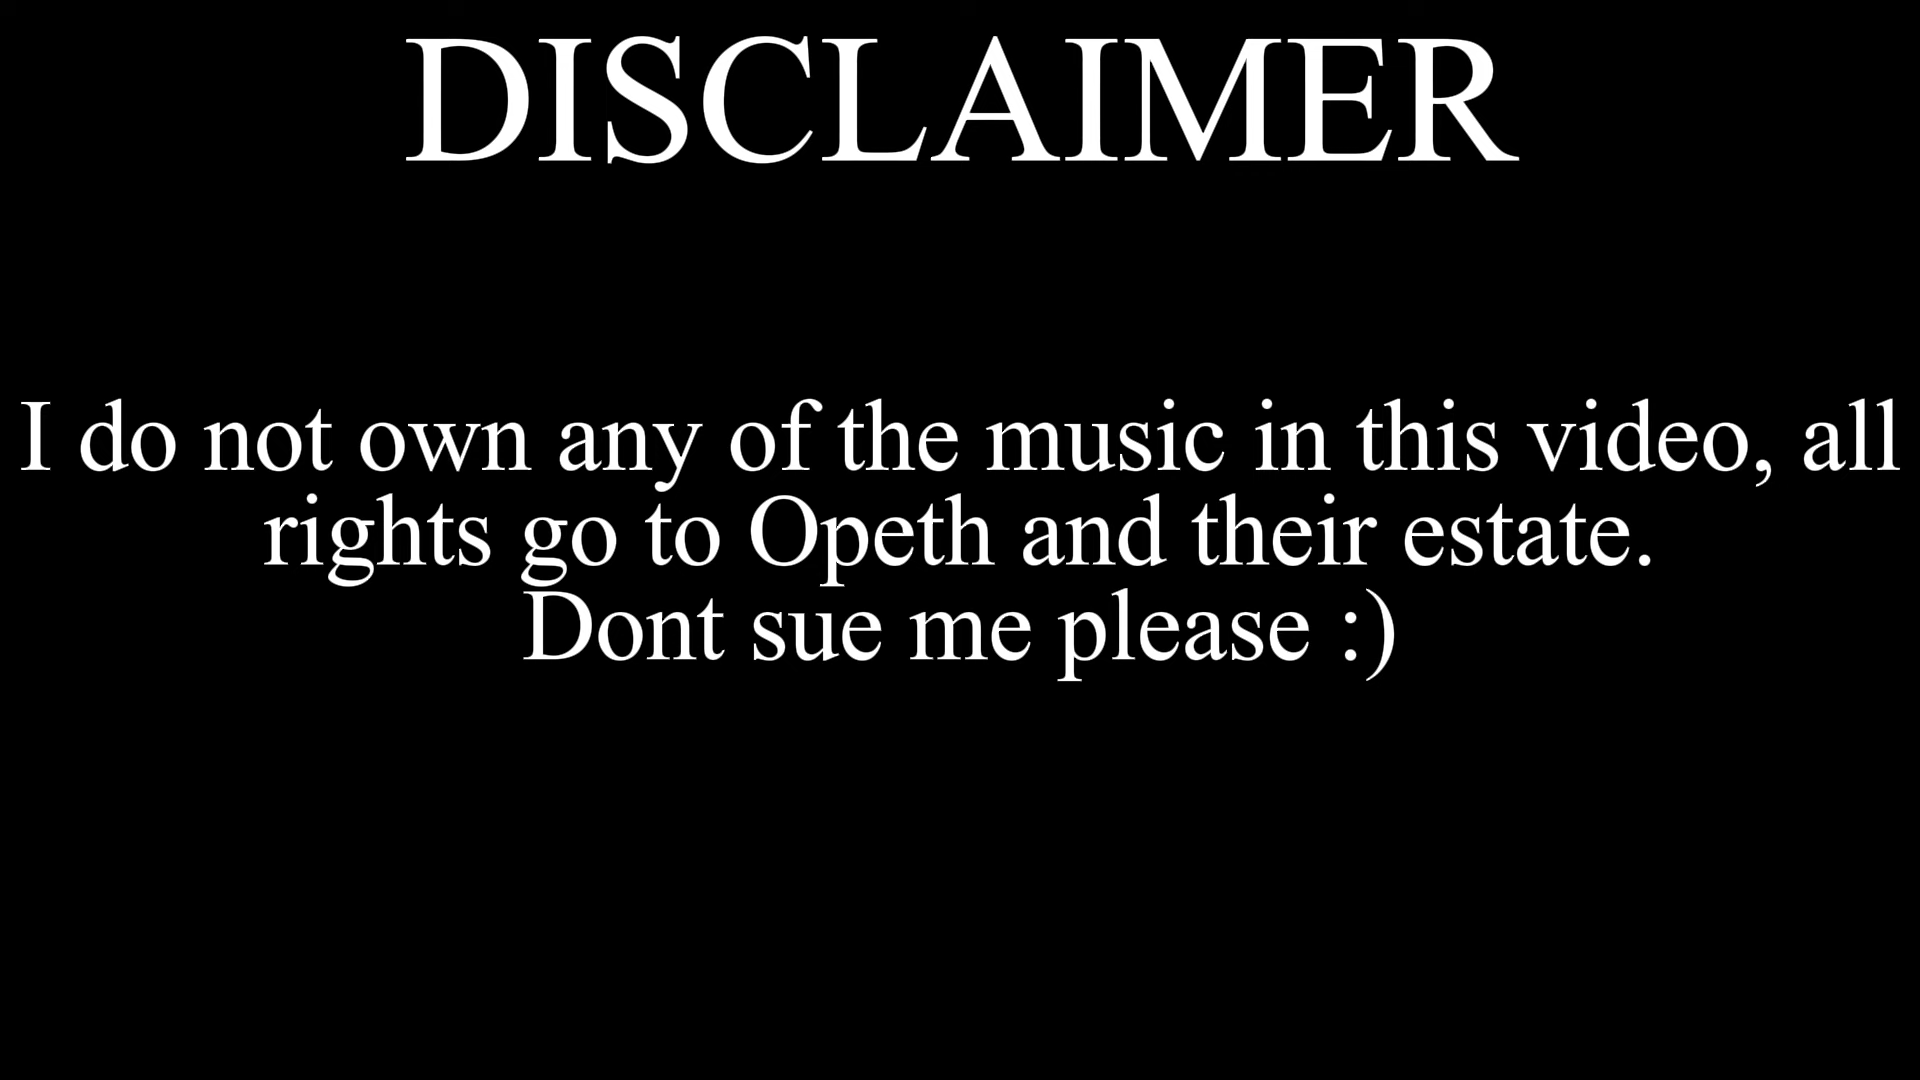 DISCLAIMER
I do not own any of the music in this video, all
rights go to Opeth and their estate.
Dont sue me please :)